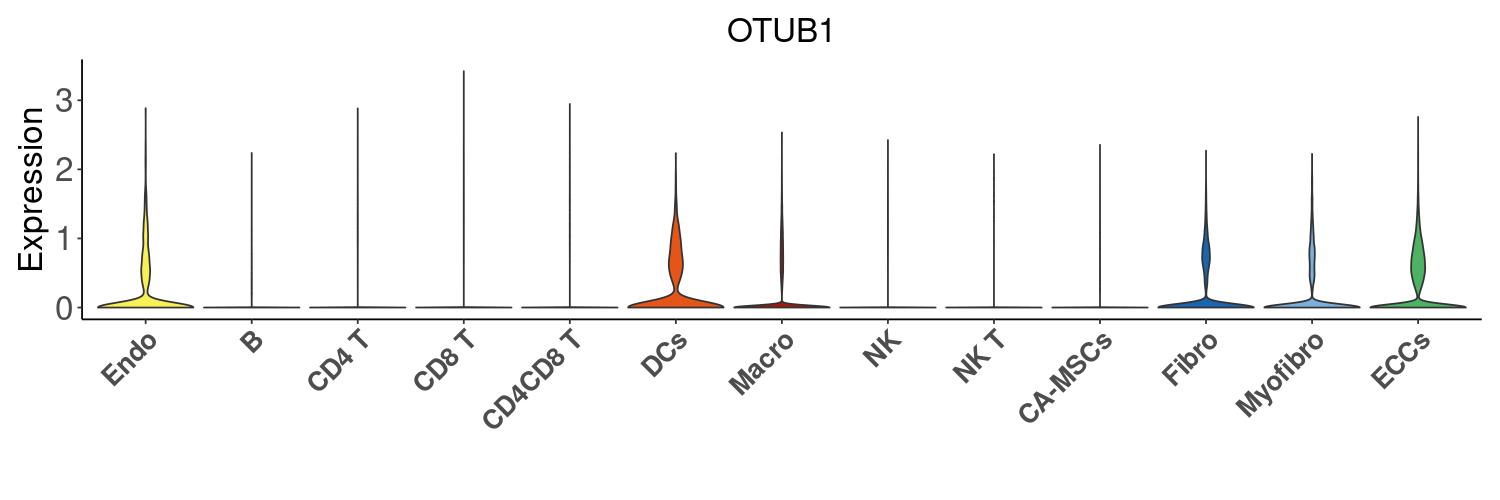 OTUB1
Expression
3
2
1
0
Endo
B
CD4 T
CD8 T
CD4CD8 T
DCs
Macro
NK
NK T
CA-MSCs
Fibro
Myofibro
ECCs